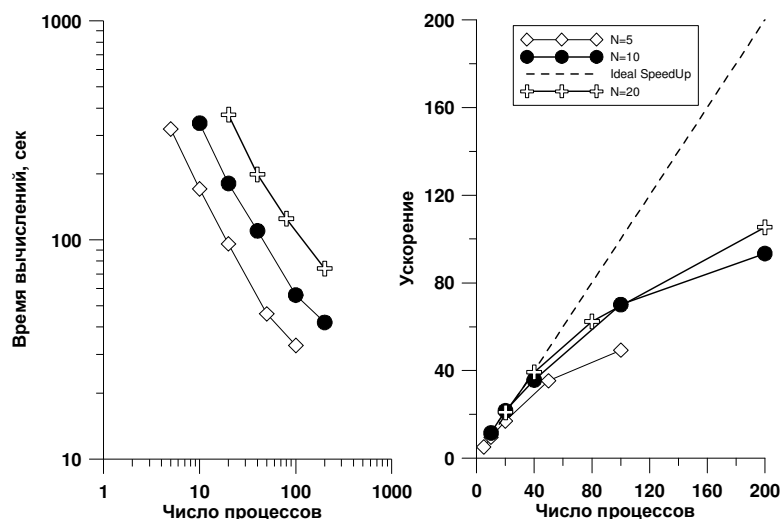 1000
100
10
1
10
100
1000
Время вычислений, сек
Число процессов
200
160
120
80
40
0
0
40
80
120
160
200
Ускорение
Число процессов
N=5
N=10
Ideal SpeedUp
N=20